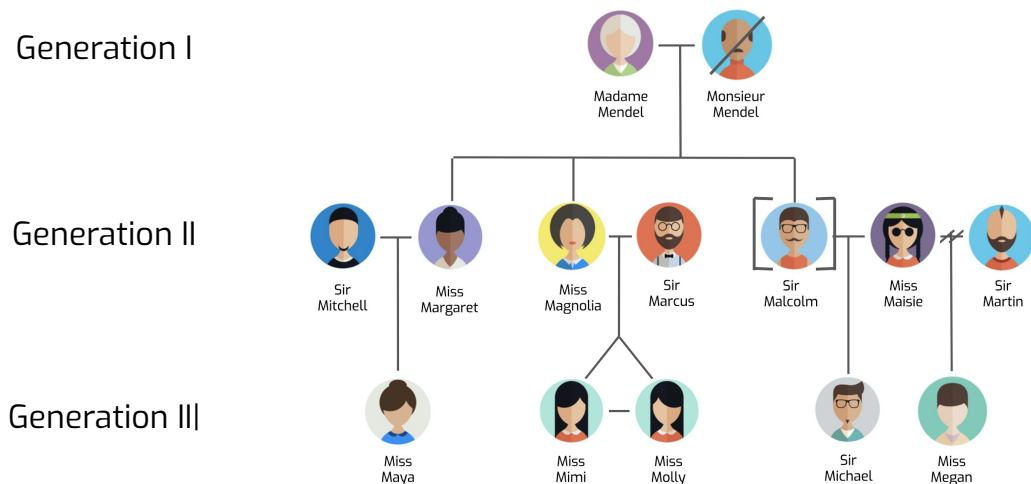 Generation I
Madame
Mendel
Monsieur
Mendel
Generation II
Sir
Mitchell
Miss
Margaret
Miss
Magnolia
Sir
Marcus
Sir
Malcolm
Miss
Maisie
Sir
Martin
Generation II|
Miss
Maya
Miss
Mimi
Miss
Molly
Sir
Michael
Miss
Megan